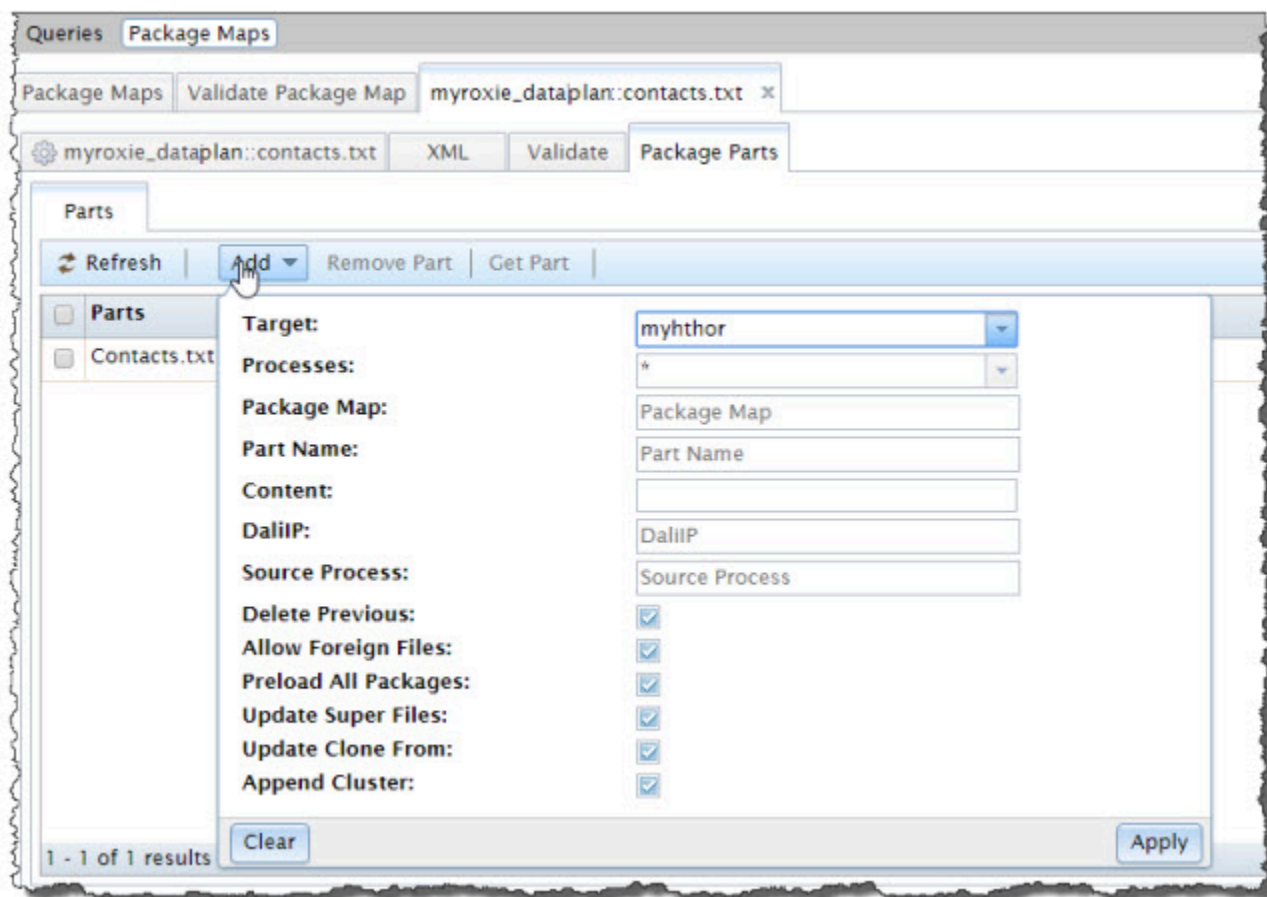 Queries Package Maps
Package Maps Validate Package Map myroxie_dataplan::contacts.txt x
myroxie_dataplan::contacts.txt XML Validate Package Parts
Parts
Refresh Add Remove Part Get Part
Parts
Contacts.txt
Target: myhthor
Processes: *
Package Map: Package Map
Part Name: Part Name
Content:
DaliIP: DaliIP
Source Process: Source Process
Delete Previous:
Allow Foreign Files:
Preload All Packages:
Update Super Files:
Update Clone From:
Append Cluster:
Clear Apply
1 - 1 of 1 results